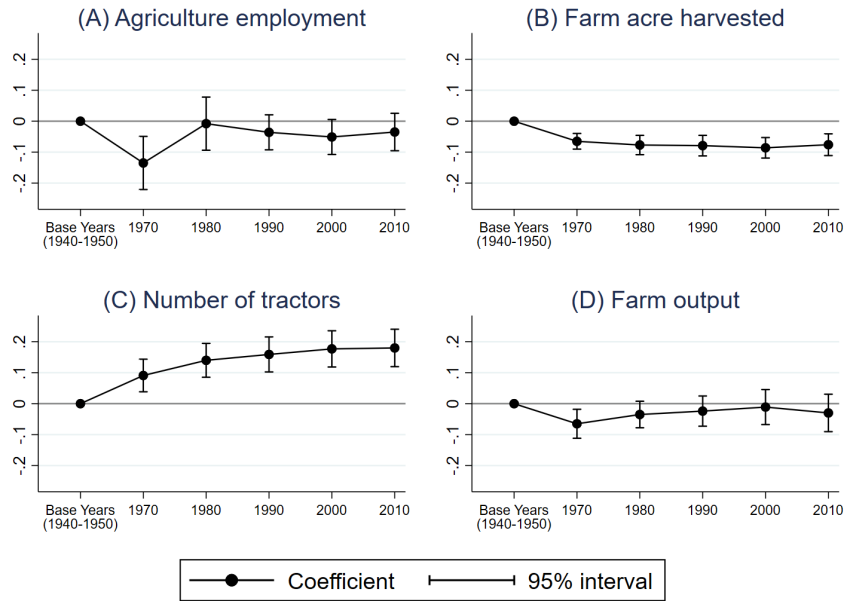 (A) Agriculture employment
.2
.1
0
-.1
-.2
Base Years 1970 1980 1990 2000 2010
(1940-1950)
(B) Farm acre harvested
.2
.1
0
-.1
-.2
Base Years 1970 1980 1990 2000 2010
(1940-1950)
(C) Number of tractors
.2
.1
0
-.1
-.2
Base Years 1970 1980 1990 2000 2010
(1940-1950)
(D) Farm output
.2
.1
0
-.1
-.2
Base Years 1970 1980 1990 2000 2010
(1940-1950)
Coefficient 95% interval